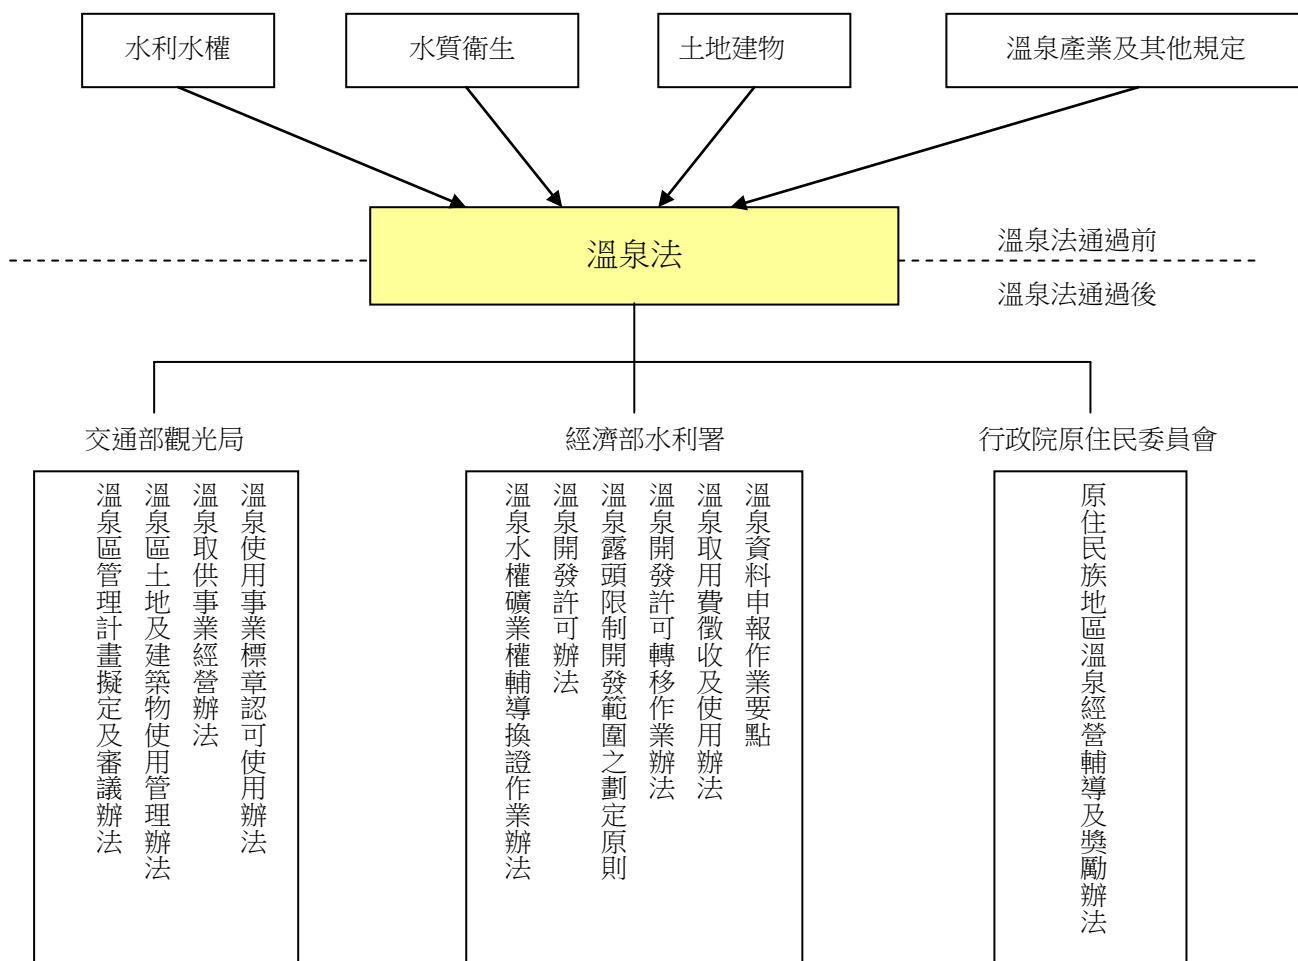 水利水權
水質衛生
土地建物
溫泉產業及其他規定
溫泉法
溫泉法通過前
溫泉法通過後
交通部觀光局
經濟部水利署
行政院原住民委員會
溫泉使用事業標章認可使用辦法
溫泉取供事業經營辦法
溫泉區土地及建築物使用管理辦法
溫泉區管理計畫擬定及審議辦法
溫泉資料申報作業要點
溫泉取用費徵收及使用辦法
溫泉開發許可轉移作業辦法
溫泉露頭限制開發範圍之劃定原則
溫泉開發許可辦法
溫泉水權礦業權輔導換證作業辦法
原住民族地區溫泉經營輔導及獎勵辦法